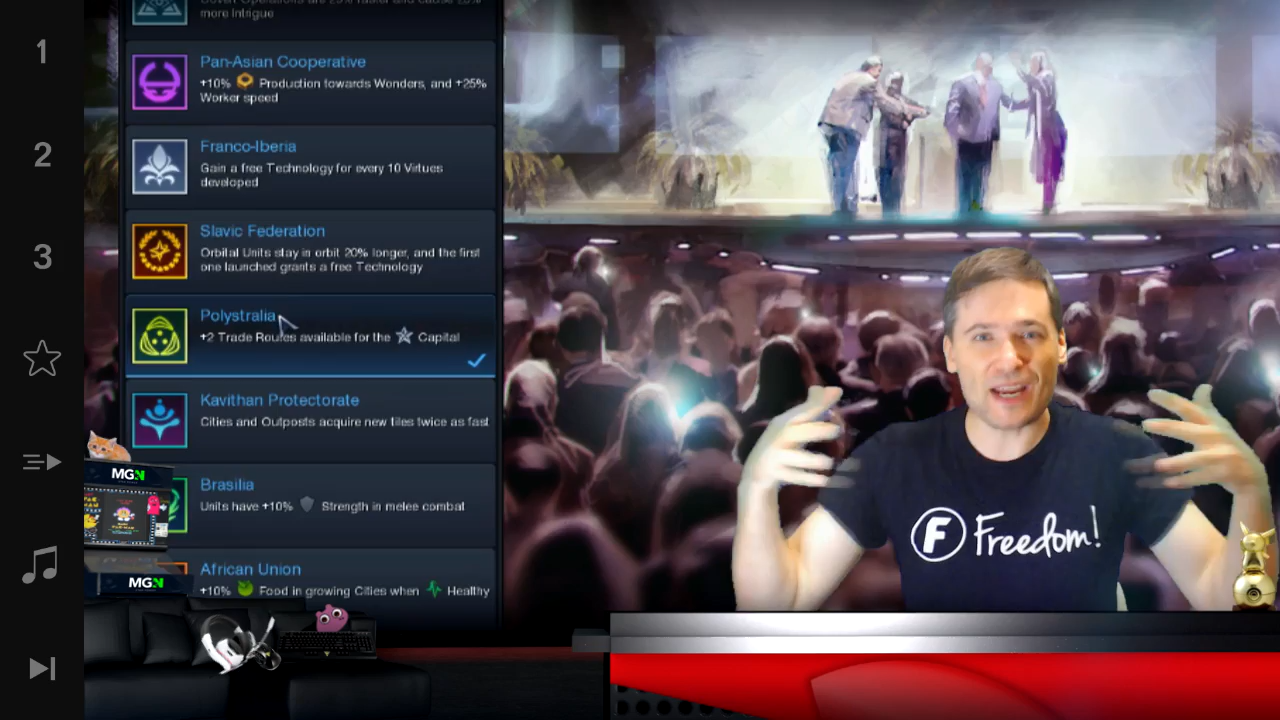 1
2
3
more Intrigue
Pan-Asian Cooperative
+10% Production towards Wonders, and +25%
Worker speed
Franco-Iberia
Gain a free Technology for every 10 Virtues
developed
Slavic Federation
Orbital Units stay in orbit 20% longer, and the first
one launched grants a free Technology
Polystralia
+2 Trade Routes available for the Capital
Kavithan Protectorate
Cities and Outposts acquire new tiles twice as fast
Brasilia
Units have +10% Strength in melee combat
African Union
+10% Food in growing Cities when Healthy
MGN
MGN
F Freedom!